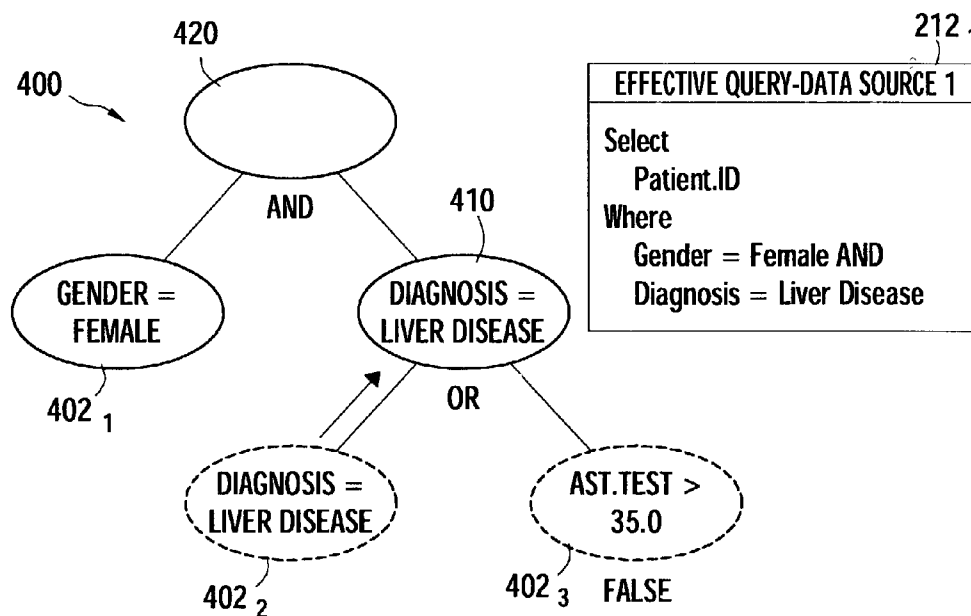 420
212
400
EFFECTIVE QUERY-DATA SOURCE 1
Select
Patient.ID
Where
Gender = Female AND
Diagnosis = Liver Disease
AND
410
GENDER =
FEMALE
DIAGNOSIS =
LIVER DISEASE
402 1
OR
DIAGNOSIS =
LIVER DISEASE
AST.TEST >
35.0
402 2
402 3
FALSE